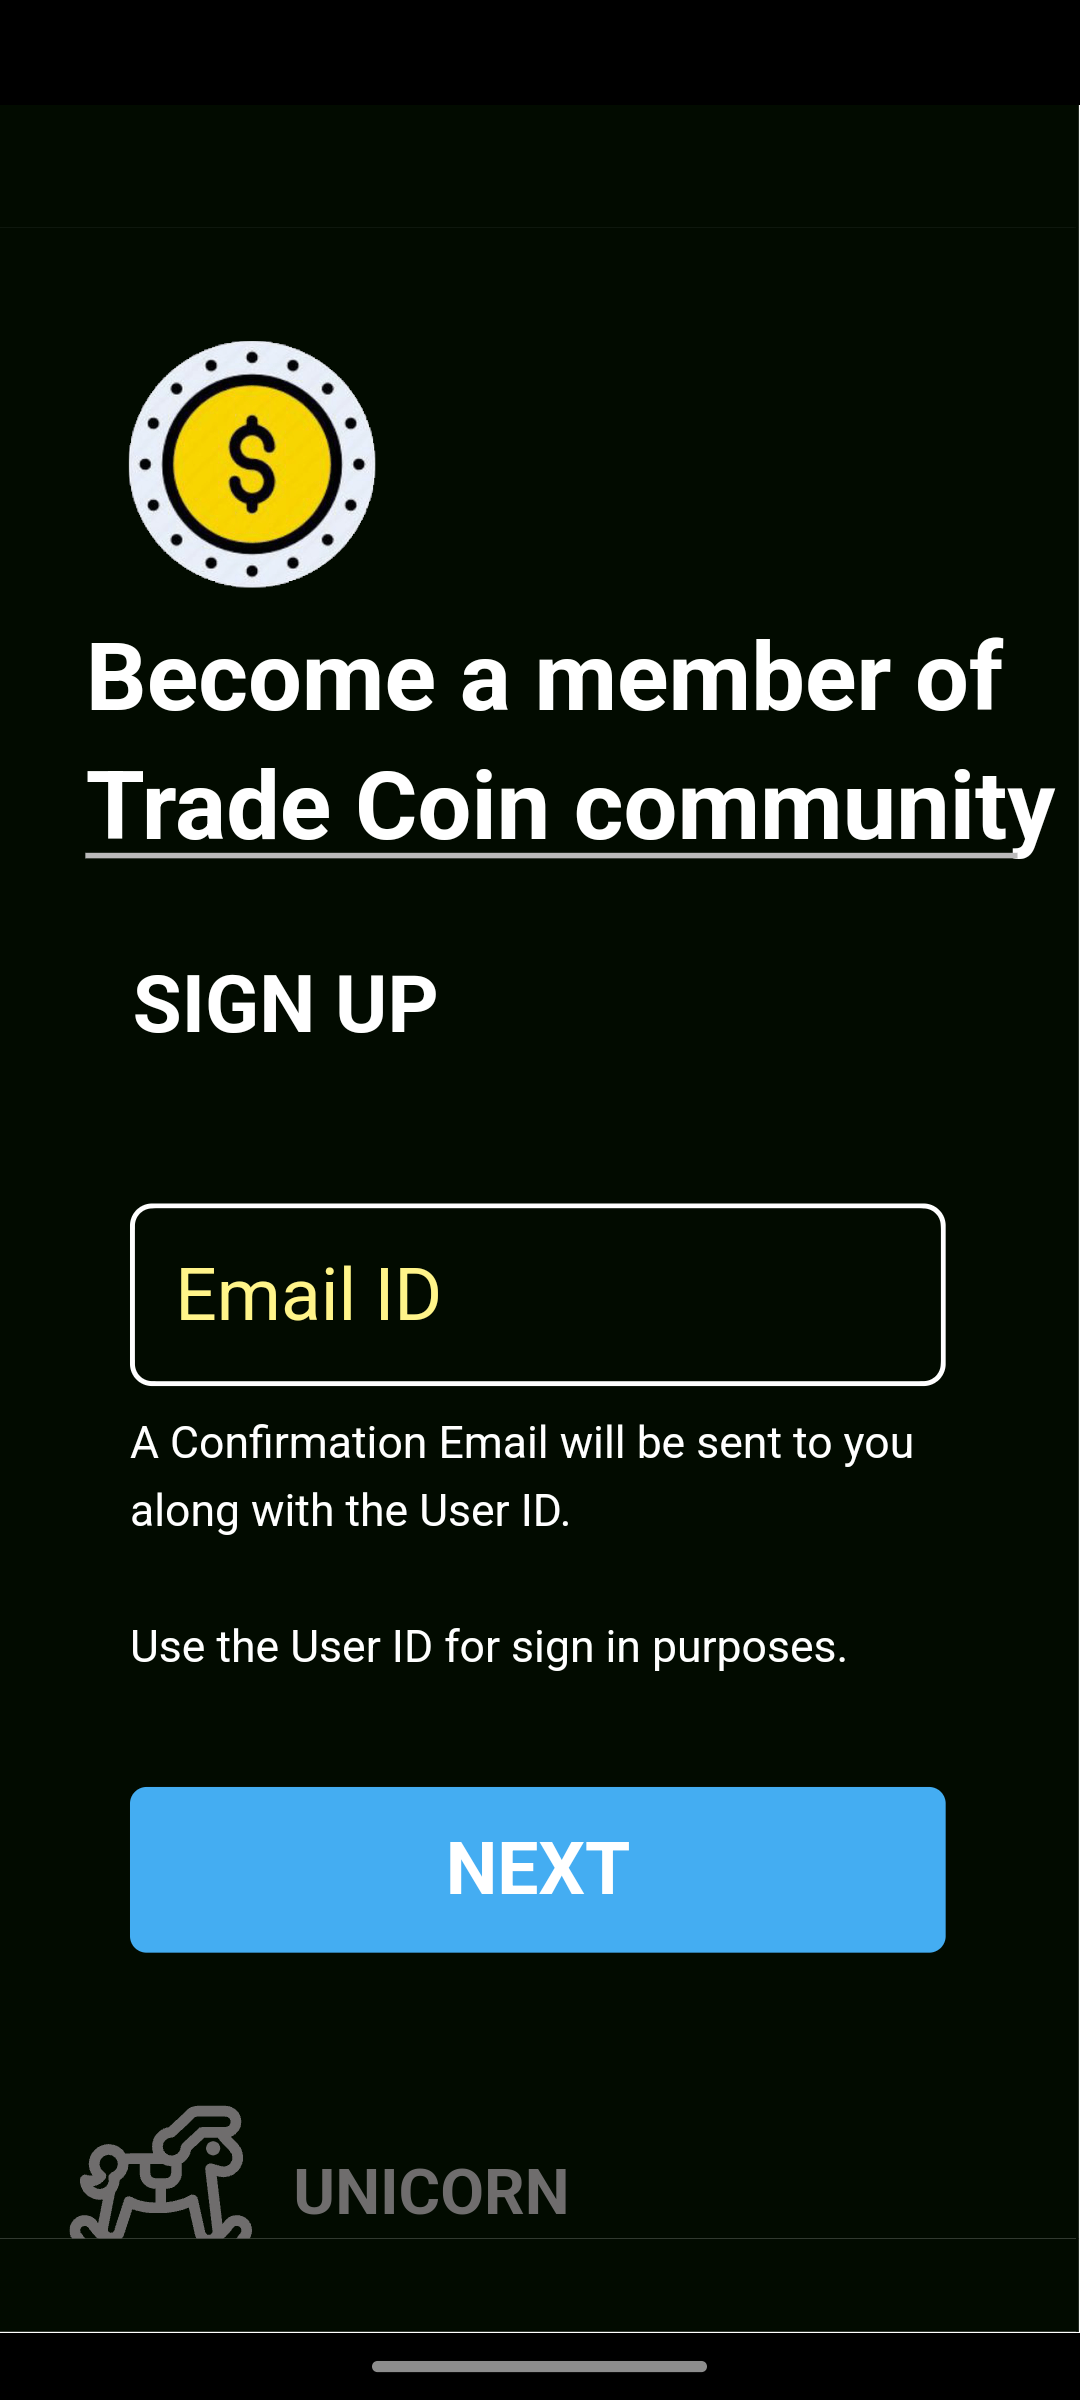 $
Become a member of
Trade Coin community
SIGN UP
Email ID
A Confirmation Email will be sent to you
along with the User ID.
Use the User ID for sign in purposes.
NEXT
UNICORN